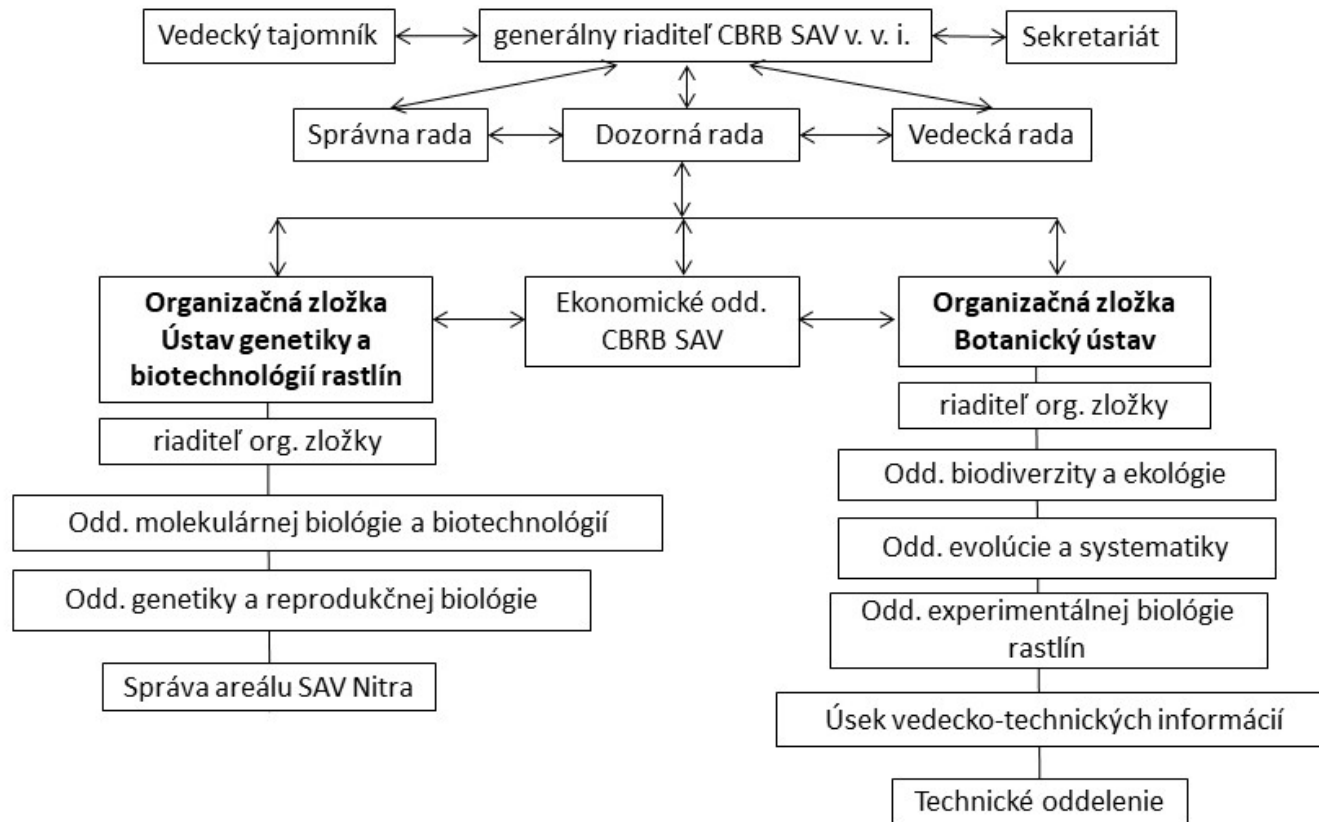 Vedecký tajomník
generálny riaditeľ CBRB SAV v. v. i.
Sekretariát
Správna rada
Dozorná rada
Vedecká rada
Organizačná zložka
Ústav genetiky a
biotechnológií rastlín
Ekonomické odd.
CBRB SAV
Organizačná zložka
Botanický ústav
riaditeľ org. zložky
Odd. molekulárnej biológie a biotechnológií
Odd. genetiky a reprodukčnej biológie
Správa areálu SAV Nitra
riaditeľ org. zložky
Odd. biodiverzity a ekológie
Odd. evolúcie a systematiky
Odd. experimentálnej biológie
rastlín
Úsek vedecko-technických informácií
Technické oddelenie